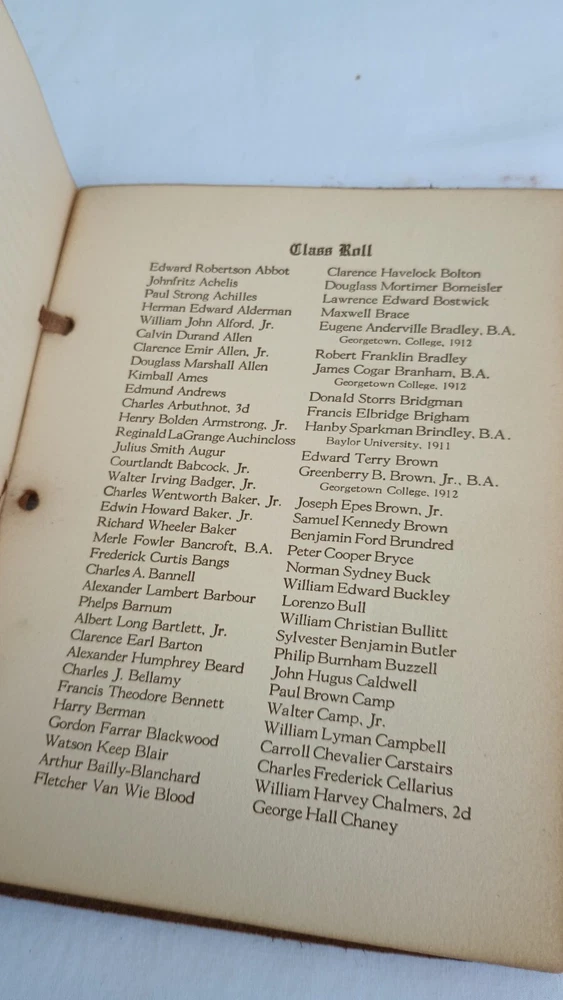 Class Roll
Edward Robertson Abbot
Johnfritz Achelis
Paul Strong Achilles
Herman Edward Alderman
William John Alford, Jr.
Calvin Durand Allen
Clarence Emir Allen, Jr.
Douglass Marshall Allen
Kimball Ames
Edmund Andrews
Charles Arbuthnot, 3d
Henry Bolden Armstrong, Jr.
Reginald LaGrange Auchincloss
Julius Smith Augur
Courtlandt Babcock, Jr.
Walter Irving Badger, Jr.
Charles Wentworth Baker, Jr.
Edwin Howard Baker, Jr.
Richard Wheeler Baker
Merle Fowler Bancroft, B.A.
Frederick Curtis Bangs
Charles A. Bannell
Alexander Lambert Barbour
Phelps Barnum
Albert Long Bartlett, Jr.
Clarence Earl Barton
Alexander Humphrey Beard
Charles J. Bellamy
Francis Theodore Bennett
Harry Berman
Gordon Farrar Blackwood
Watson Keep Blair
Arthur Bailly-Blanchard
Fletcher Van Wie Blood
Clarence Havelock Bolton
Douglass Mortimer Bomeisler
Lawrence Edward Bostwick
Maxwell Brace
Eugene Anderville Bradley, B.A.
Georgetown, College, 1912
Robert Franklin Bradley
James Cogar Branham, B.A.
Georgetown College, 1912
Donald Storrs Bridgman
Francis Elbridge Brigham
Hanby Sparkman Brindley, B.A.
Baylor University, 1911
Edward Terry Brown
Greenberry B. Brown, Jr., B.A.
Georgetown College, 1912
Joseph Epes Brown, Jr.
Samuel Kennedy Brown
Benjamin Ford Brundred
Peter Cooper Bryce
Norman Sydney Buck
William Edward Buckley
Lorenzo Bull
William Christian Bullitt
Sylvester Benjamin Butler
Philip Burnham Buzzell
John Hugus Caldwell
Paul Brown Camp
Walter Camp, Jr.
William Lyman Campbell
Carroll Chevalier Carstairs
Charles Frederick Cellarius
William Harvey Chalmers, 2d
George Hall Chaney